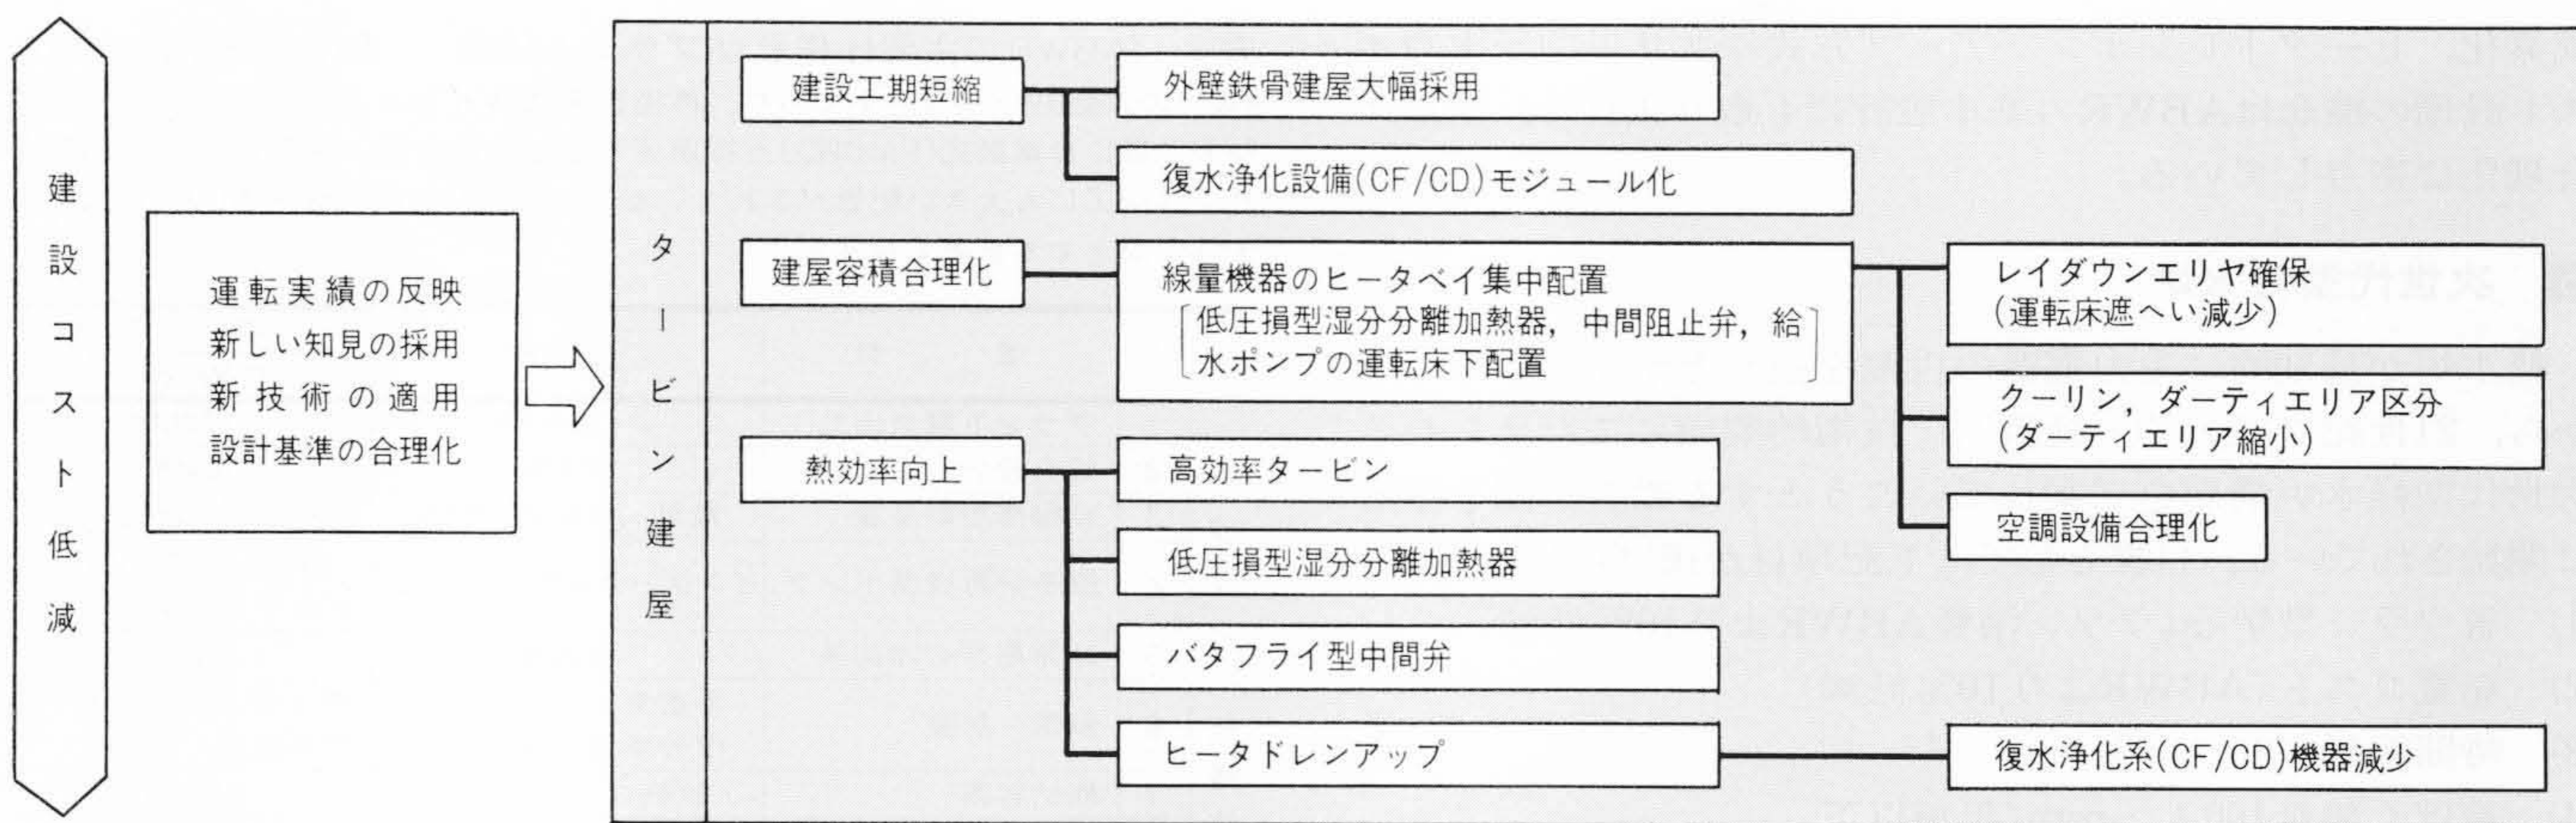 建設コスト低減
運転実績の反映
新しい知見の採用
新技術の適用
設計基準の合理化
タービン建屋
建設工期短縮
外壁鉄骨建屋大幅採用
復水浄化設備(CF/CD)モジュール化
建屋容積合理化
線量機器のヒータベイ集中配置
低圧損型湿分分離加熱器，中間阻止弁，給
水ポンプの運転床下配置
レイダウンエリヤ確保
(運転床遮へい減少)
クーリン，ダーティエリア区分
(ダーティエリア縮小)
空調設備合理化
熱効率向上
高効率タービン
低圧損型湿分分離加熱器
バタフライ型中間弁
ヒータドレンアップ
復水浄化系(CF/CD)機器減少